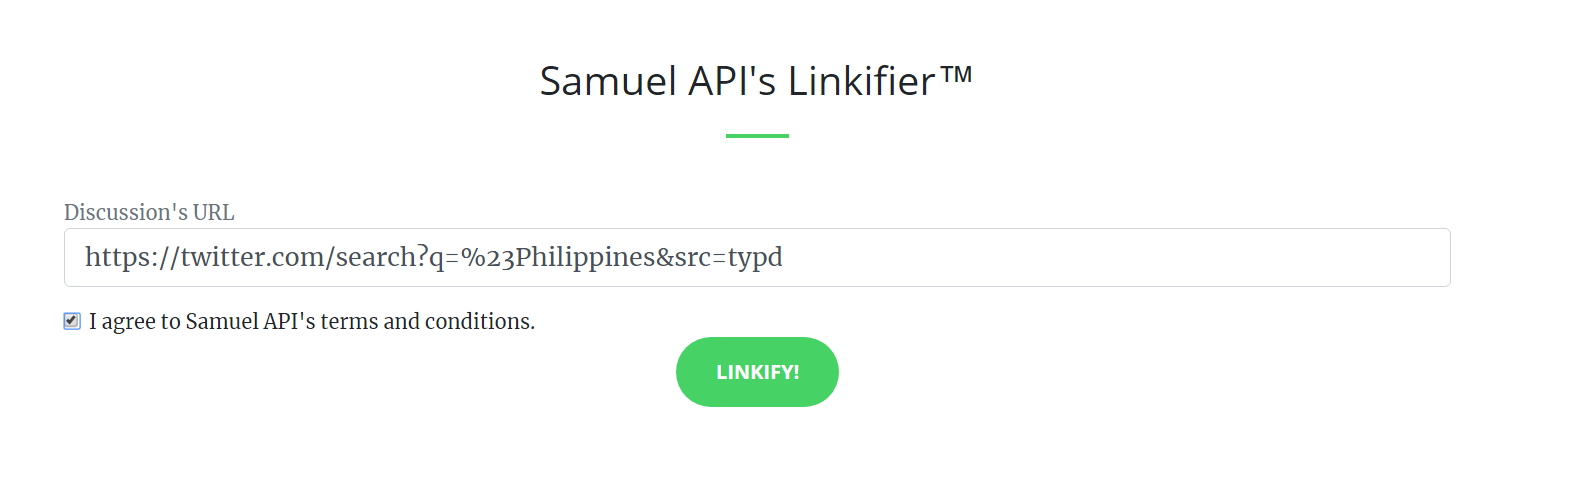 Samuel API's Linkifier™
Discussion's URL
https://twitter.com/search?q=%23Philippines&src=typd
I agree to Samuel API's terms and conditions.
LINKIFY!